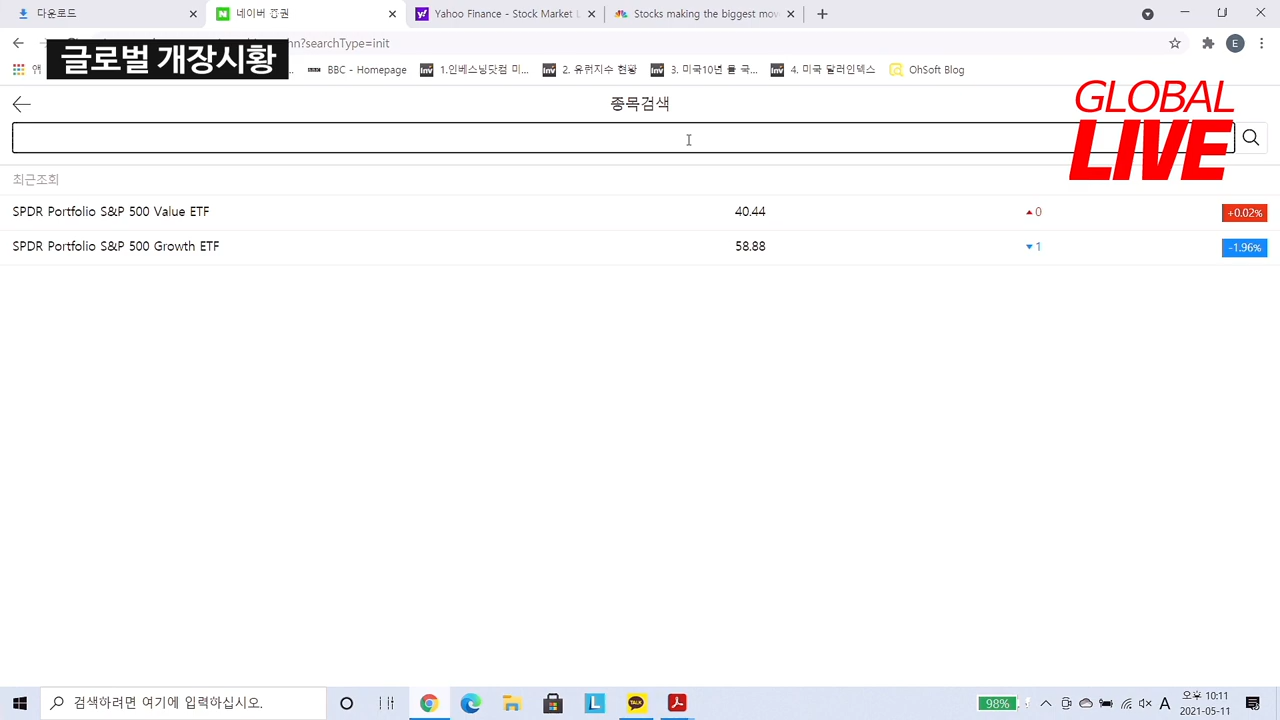 다운로드
네이버 증권
Yahoo Finance - Stock Market L
Stocks making the biggest mov
글로벌 개장시황
hn?searchType=init
E
BBC - Homepage
1.인베스팅닷컴 미...
2. 유럽지수 현황
3. 미국10년 물 국...
4. 미국 달러인덱스
OhSoft Blog
GLOBAL
LIVE
종목검색
최근조회
SPDR Portfolio S&P 500 Value ETF 40.44 ▲0 +0.02%
SPDR Portfolio S&P 500 Growth ETF 58.88 ▼1 -1.96%
검색하려면 여기에 입력하십시오.
98%
A
오후 10:11
2021-05-11